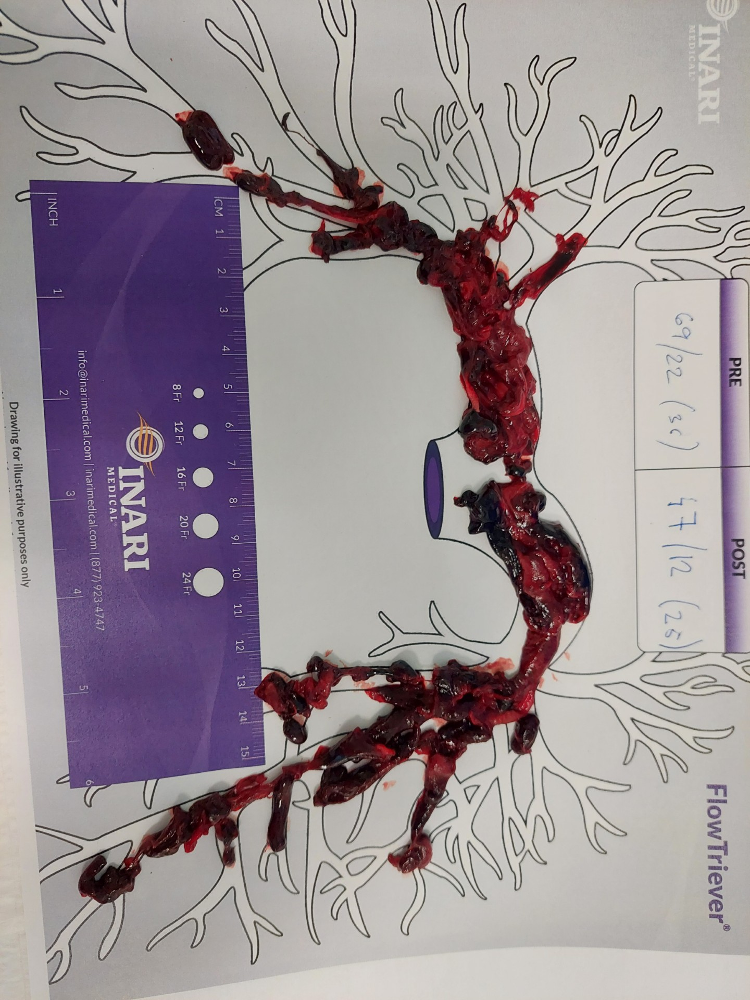 INARI
MEDICAL
FlowTriever®
PRE
POST
69/22 (36)
47/12 (25)
CM 1 2 3 4 5 6 7 8 9 10 11 12 13 14 15
8 Fr 12 Fr 16 Fr 20 Fr 24 Fr
INARI
MEDICAL
info@inarimedical.com | inarimedical.com | (877) 923-4747
INCH 1 2 3 4 5 6
Drawing for illustrative purposes only